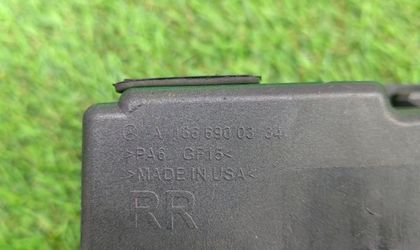 A 166 690 03 34
>PA6 GF15<
>MADE IN USA<
RR